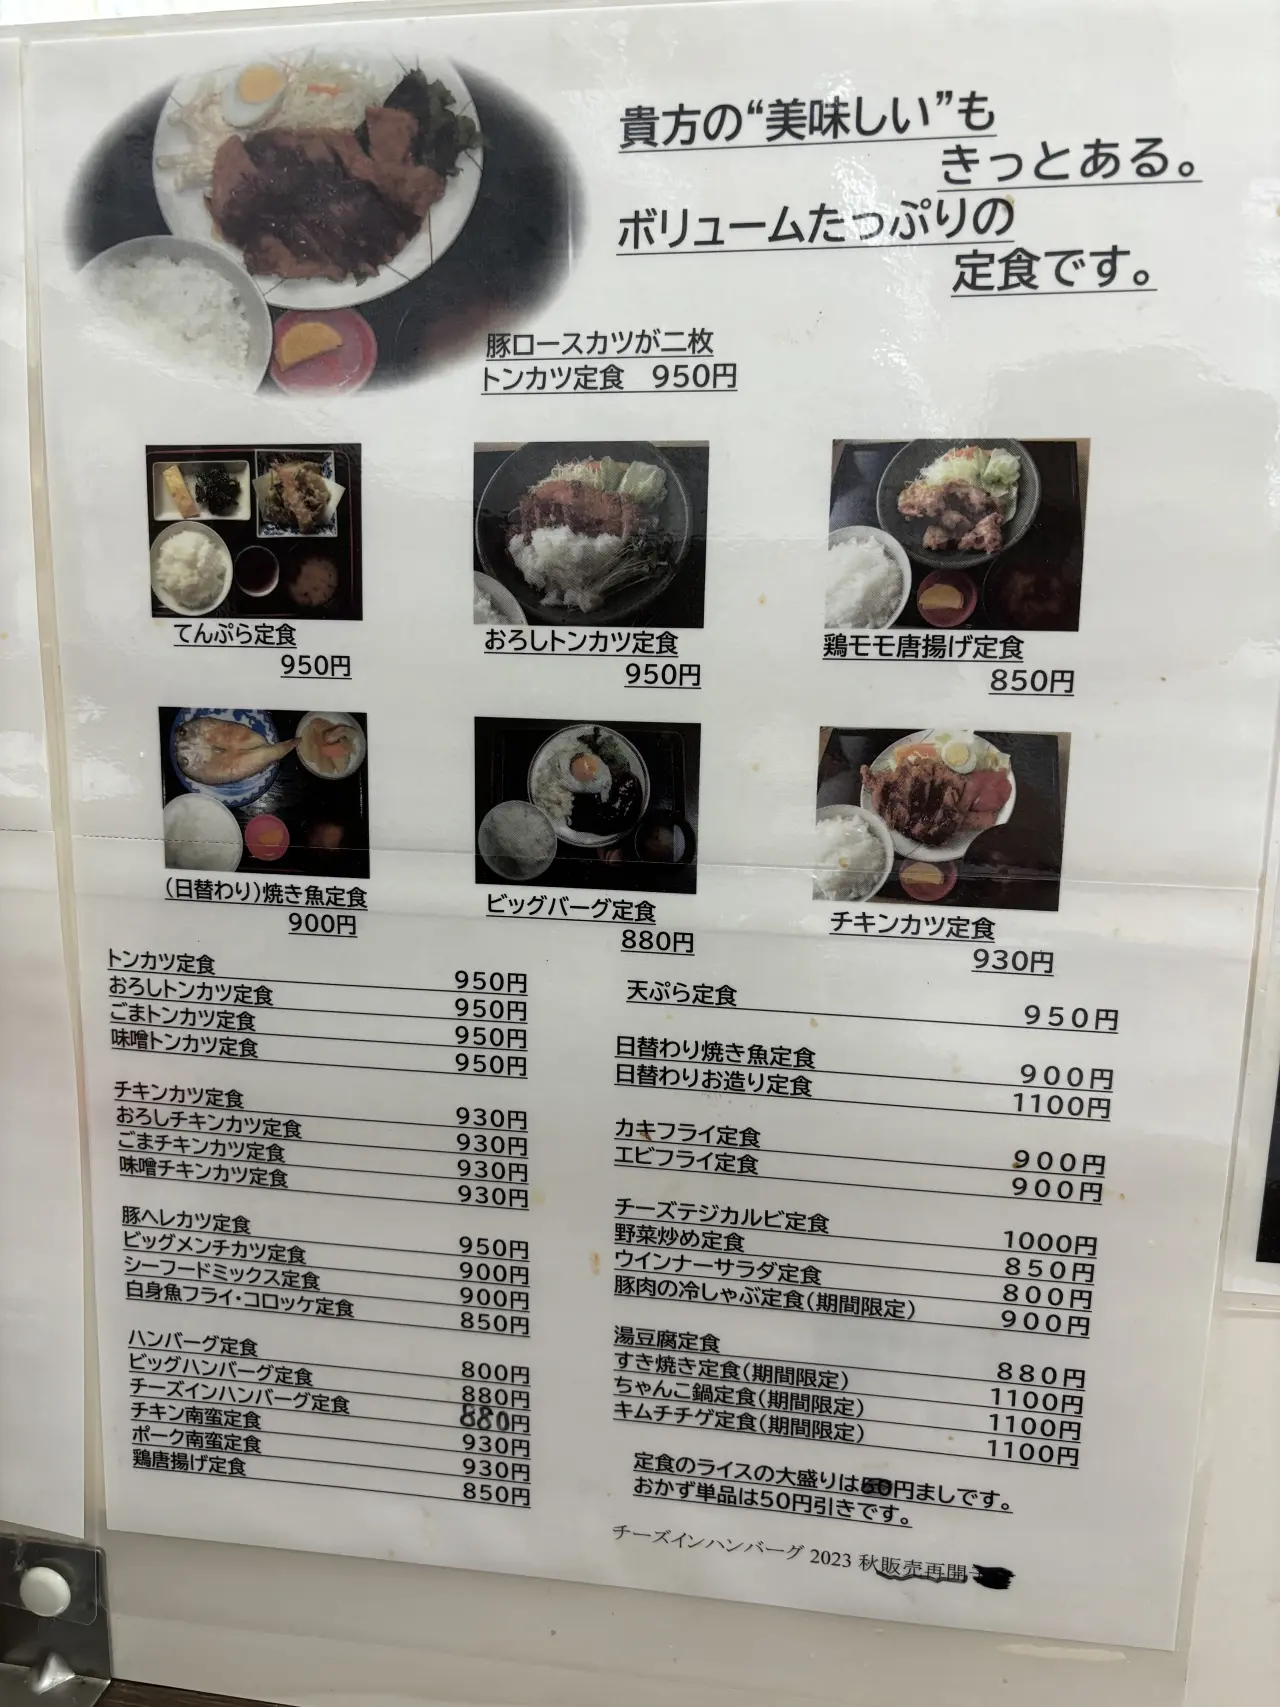 貴方の“美味しい”も
きっとある。
ボリュームたっぷりの
定食です。
豚ロースカツが二枚
トンカツ定食　950円
てんぷら定食
950円
おろしトンカツ定食
950円
鶏モモ唐揚げ定食
850円
(日替わり)焼き魚定食
900円
ビッグバーグ定食
880円
チキンカツ定食
930円
トンカツ定食 950円
おろしトンカツ定食 950円
ごまトンカツ定食 950円
味噌トンカツ定食 950円
チキンカツ定食 930円
おろしチキンカツ定食 930円
ごまチキンカツ定食 930円
味噌チキンカツ定食 930円
豚ヘレカツ定食 950円
ビッグメンチカツ定食 900円
シーフードミックス定食 900円
白身魚フライ・コロッケ定食 850円
ハンバーグ定食 800円
ビッグハンバーグ定食 880円
チーズインハンバーグ定食 880円
チキン南蛮定食 930円
ポーク南蛮定食 930円
鶏唐揚げ定食 850円
天ぷら定食 950円
日替わり焼き魚定食 900円
日替わりお造り定食 1100円
カキフライ定食 900円
エビフライ定食 900円
チーズテジカルビ定食 1000円
野菜炒め定食 850円
ウインナーサラダ定食 800円
豚肉の冷しゃぶ定食(期間限定) 900円
湯豆腐定食 880円
すき焼き定食(期間限定) 1100円
ちゃんこ鍋定食(期間限定) 1100円
キムチチゲ定食(期間限定) 1100円
定食のライスの大盛りは円ましです。
おかず単品は50円引きです。
チーズインハンバーグ 2023 秋販売再開